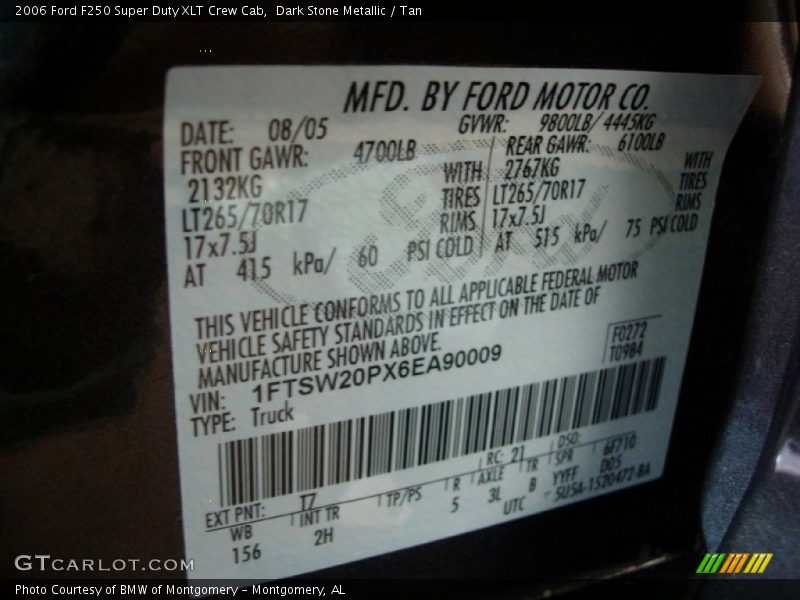 2006 Ford F250 Super Duty XLT Crew Cab,  Dark Stone Metallic / Tan
MFD. BY FORD MOTOR CO.
DATE: 08/05 GVWR: 9800LB/ 4445KG
FRONT GAWR: 4700LB REAR GAWR: 6100LB
2132KG WITH 2767KG WITH
LT265/70R17 TIRES LT265/70R17 TIRES
17x7.5J RIMS 17x7.5J RIMS
AT 415 kPa/ 60 PSI COLD AT 515 kPa/ 75 PSI COLD
THIS VEHICLE CONFORMS TO ALL APPLICABLE FEDERAL MOTOR
VEHICLE SAFETY STANDARDS IN EFFECT ON THE DATE OF
MANUFACTURE SHOWN ABOVE.
F0272
VIN: 1FTSW20PX6EA90009
T0984
TYPE: Truck
EXT PNT: T7 RC: 21 DSO:
WB INT TR TP/PS R AXLE TR SPR 6F710
156 2H 5 3L B YYFF DOS
UTC 5U5A-1520472-BA
GTCARLOT.COM
Photo Courtesy of BMW of Montgomery – Montgomery, AL